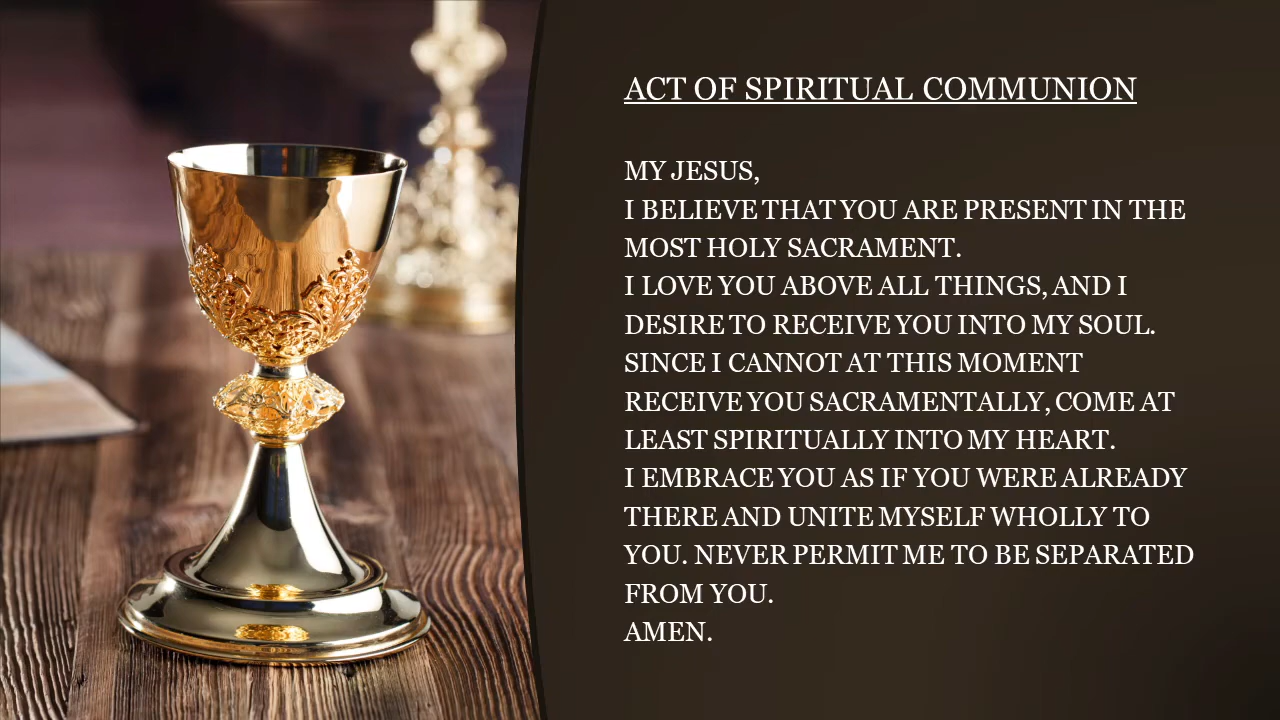 ACT OF SPIRITUAL COMMUNION
MY JESUS,
I BELIEVE THAT YOU ARE PRESENT IN THE
MOST HOLY SACRAMENT.
I LOVE YOU ABOVE ALL THINGS, AND I
DESIRE TO RECEIVE YOU INTO MY SOUL.
SINCE I CANNOT AT THIS MOMENT
RECEIVE YOU SACRAMENTALLY, COME AT
LEAST SPIRITUALLY INTO MY HEART.
I EMBRACE YOU AS IF YOU WERE ALREADY
THERE AND UNITE MYSELF WHOLLY TO
YOU. NEVER PERMIT ME TO BE SEPARATED
FROM YOU.
AMEN.